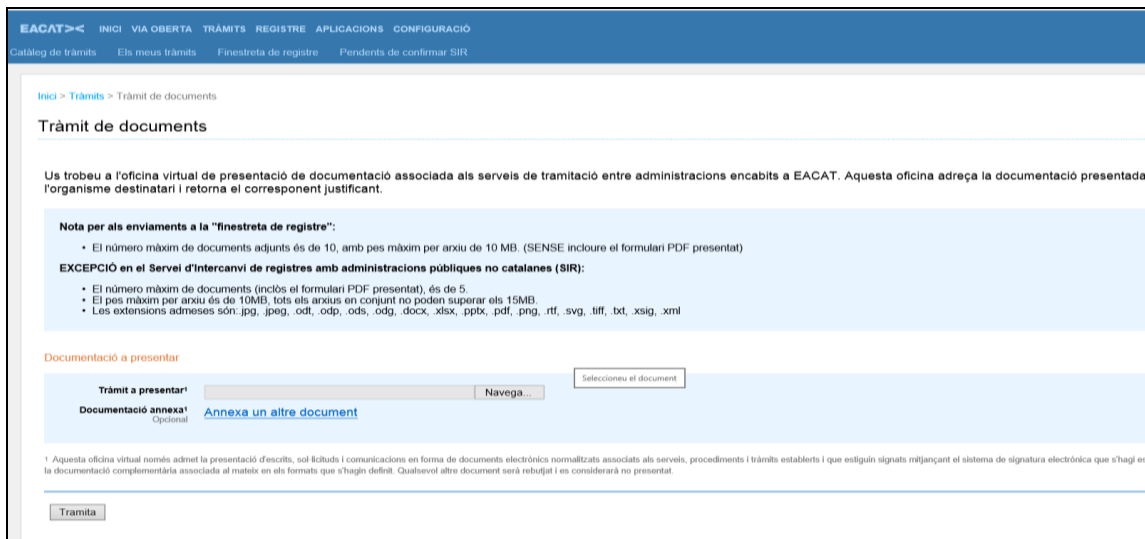 EACAT>< INICI VIA OBERTA TRÀMITS REGISTRE APLICACIONS CONFIGURACIÓ
Catàleg de tràmits Els meus tràmits Finestreta de registre Pendents de confirmar SIR
Inici > Tràmits > Tràmit de documents
Tràmit de documents
Us trobeu a l'oficina virtual de presentació de documentació associada als serveis de tramitació entre administracions encabits a EACAT. Aquesta oficina adreça la documentació presentada
l'organisme destinatari i retorna el corresponent justificant.
Nota per als enviaments a la "finestreta de registre":
• El número màxim de documents adjunts és de 10, amb pes màxim per arxiu de 10 MB. (SENSE incloure el formulari PDF presentat)
EXCEPCIÓ en el Servei d'Intercanvi de registres amb administracions públiques no catalanes (SIR):
• El número màxim de documents (inclòs el formulari PDF presentat), és de 5.
• El pes màxim per arxiu és de 10MB, tots els arxius en conjunt no poden superar els 15MB.
• Les extensions admeses són:.jpg, .jpeg, .odt, .odp, .ods, .odg, .docx, .xlsx, .pptx, .pdf, .png, .rtf, .svg, .tiff, .txt, .xsig, .xml
Documentació a presentar
Seleccioneu el document
Tràmit a presentar¹ Navega...
Documentació annexa¹ Annexa un altre document
Opcional
¹ Aquesta oficina virtual només admet la presentació d'escrits, sol·licituds i comunicacions en forma de documents electrònics normalitzats associats als serveis, procediments i tràmits establerts i que estiguin signats mitjançant el sistema de signatura electrònica que s'hagi es
la documentació complementària associada al mateix en els formats que s'hagin definit. Qualsevol altre document serà rebutjat i es considerarà no presentat.
Tramita